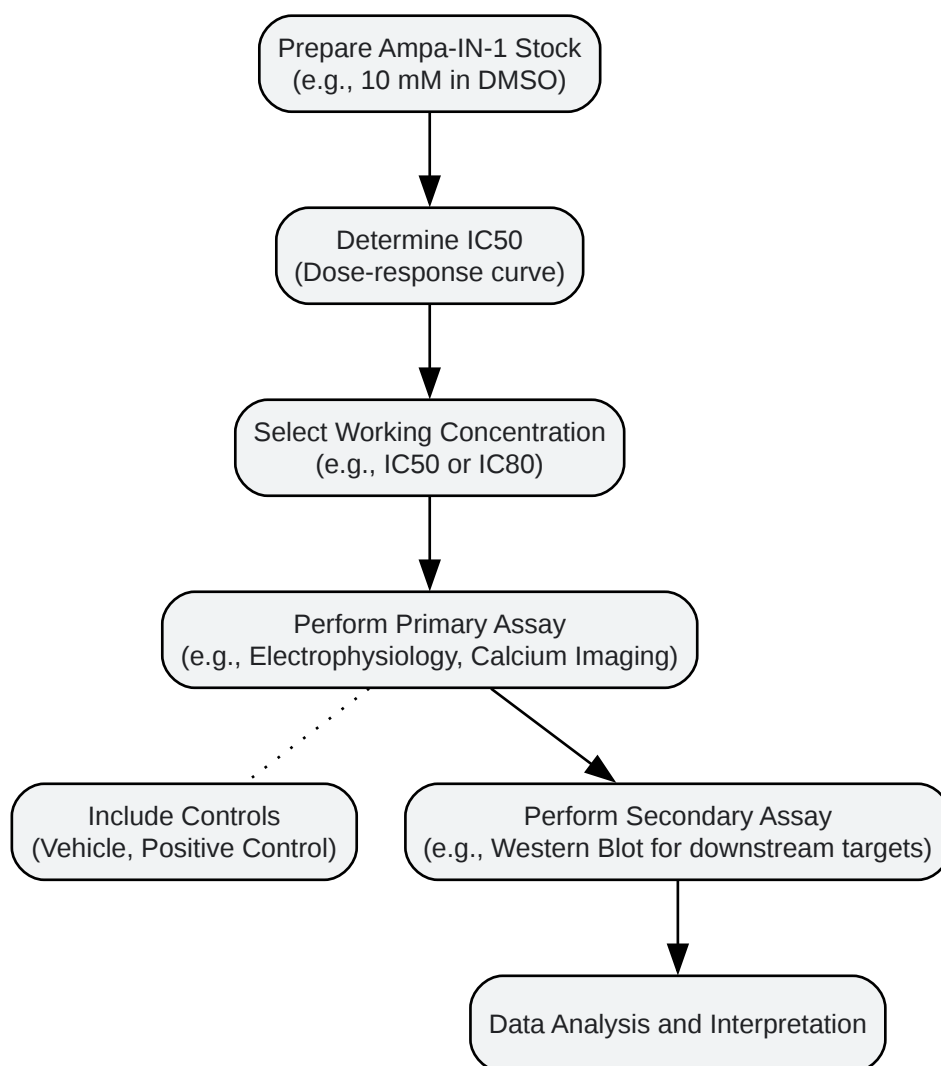 Prepare Ampa-IN-1 Stock
(e.g., 10 mM in DMSO)
Determine IC50
(Dose-response curve)
Select Working Concentration
(e.g., IC50 or IC80)
Perform Primary Assay
(e.g., Electrophysiology, Calcium Imaging)
Include Controls
(Vehicle, Positive Control)
Perform Secondary Assay
(e.g., Western Blot for downstream targets)
Data Analysis and Interpretation